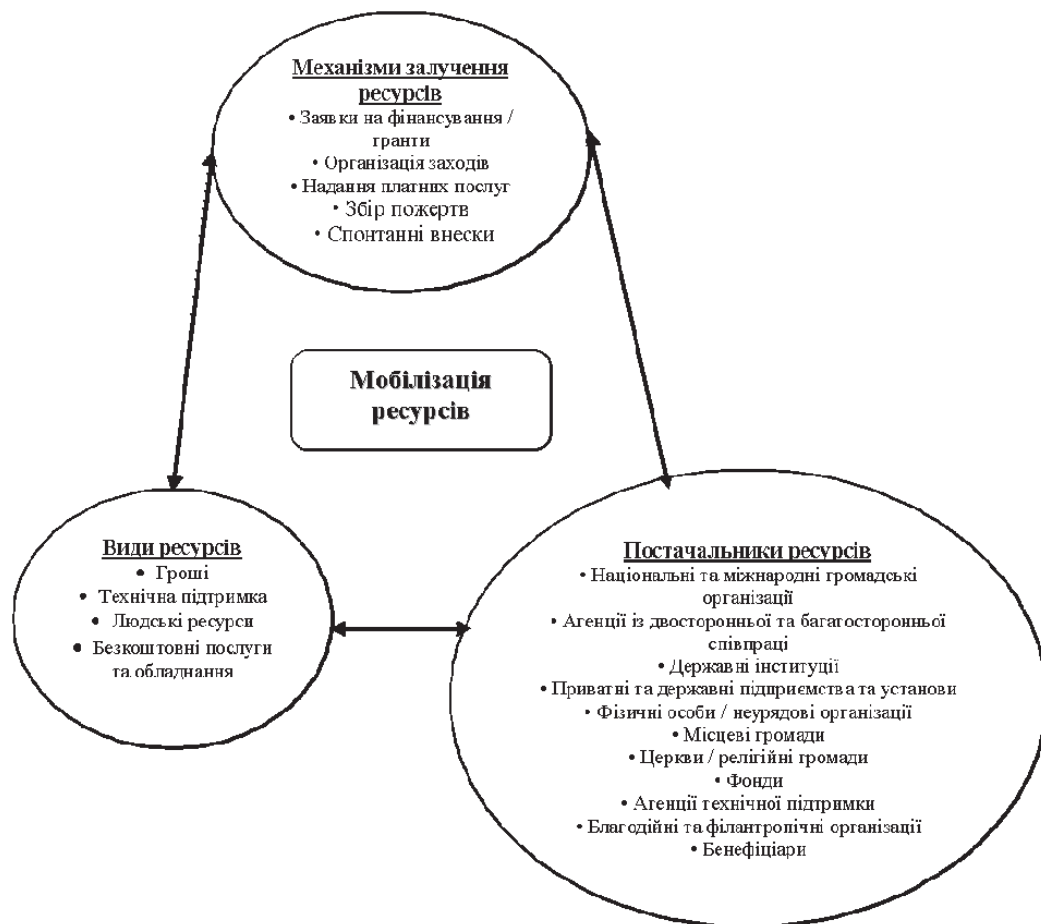 Механізми залучення
ресурсів
• Заявки на фінансування /
гранти
• Організація заходів
• Надання платних послуг
• Збір пожертв
• Спонтанні внески
Мобілізація
ресурсів
Види ресурсів
• Гроші
• Технічна підтримка
• Людські ресурси
• Безкоштовні послуги
та обладнання
Постачальники ресурсів
• Національні та міжнародні громадські
організації
• Агенції із двосторонньої та багатосторонньої
співпраці
• Державні інституції
• Приватні та державні підприємства та установи
• Фізичні особи / неурядові організації
• Місцеві громади
• Церкви / релігійні громади
• Фонди
• Агенції технічної підтримки
• Благодійні та філантропічні організації
• Бенефіціари